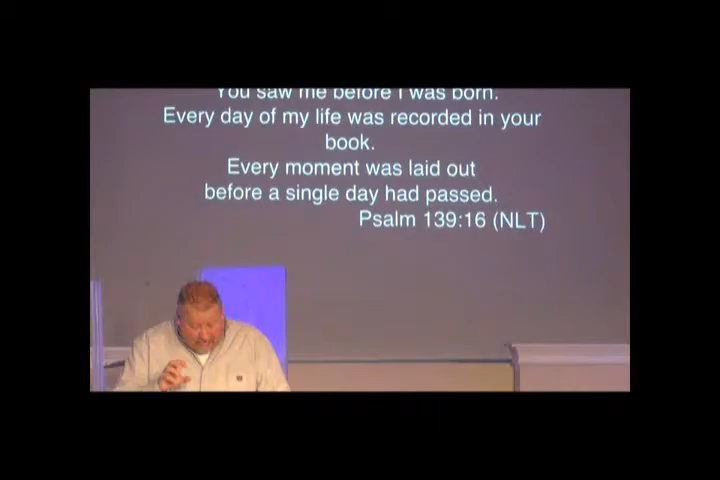 You saw me before I was born.
Every day of my life was recorded in your
book.
Every moment was laid out
before a single day had passed.
Psalm 139:16 (NLT)